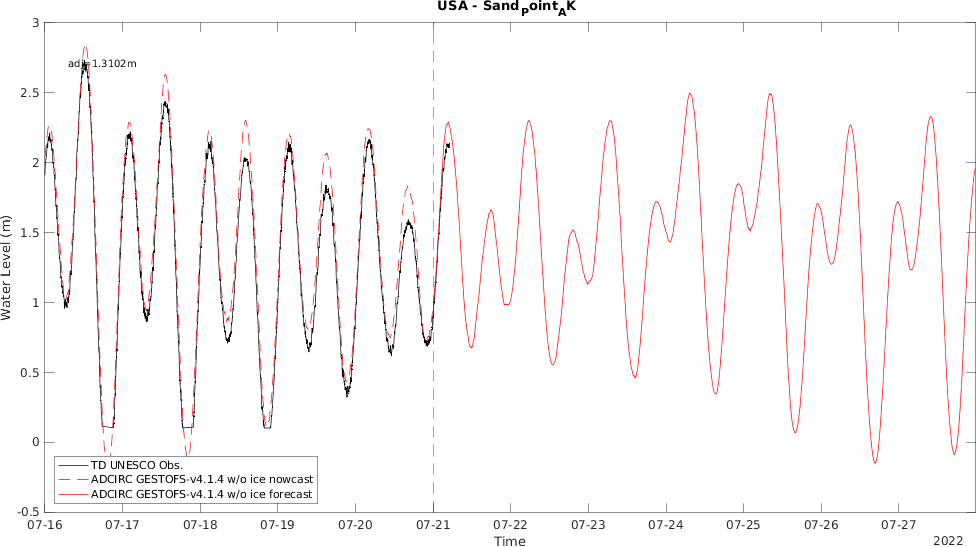 USA - SandPointAK
adj=1.3102m
3
2.5
2
1.5
1
0.5
0
-0.5
Water Level (m)
TD UNESCO Obs.
ADCIRC GESTOFS-v4.1.4 w/o ice nowcast
ADCIRC GESTOFS-v4.1.4 w/o ice forecast
07-16 07-17 07-18 07-19 07-20 07-21 07-22 07-23 07-24 07-25 07-26 07-27
Time
2022